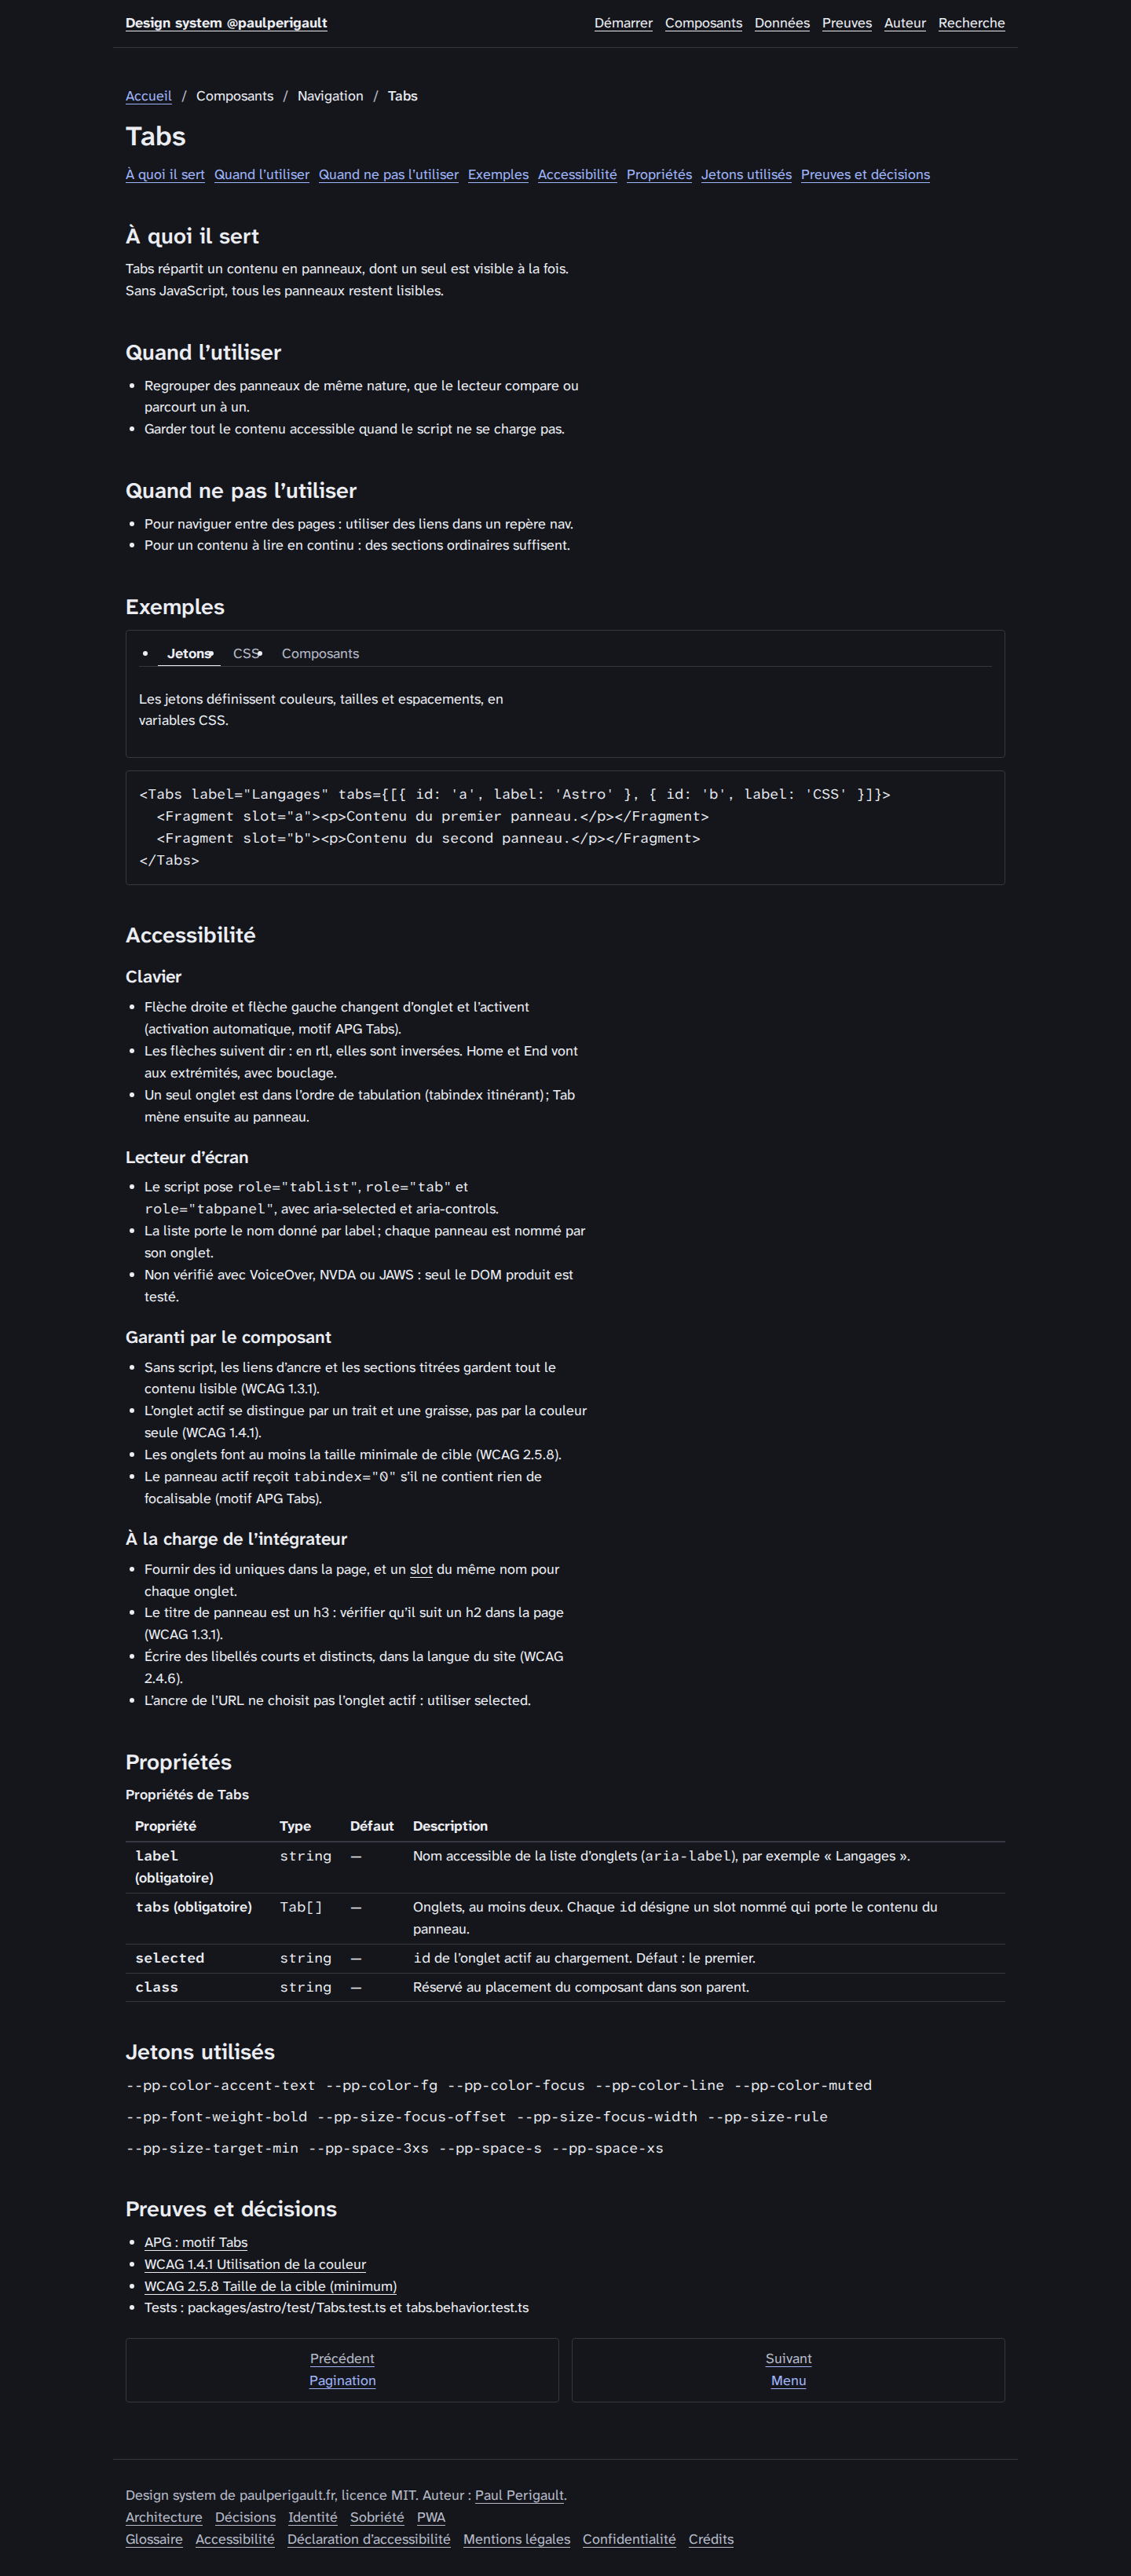 Design system @paulperigault
Démarrer Composants Données Preuves Auteur Recherche
Accueil / Composants / Navigation / Tabs
Tabs
À quoi il sert Quand l’utiliser Quand ne pas l’utiliser Exemples Accessibilité Propriétés Jetons utilisés Preuves et décisions
À quoi il sert
Tabs répartit un contenu en panneaux, dont un seul est visible à la fois.
Sans JavaScript, tous les panneaux restent lisibles.
Quand l’utiliser
• Regrouper des panneaux de même nature, que le lecteur compare ou
parcourt un à un.
• Garder tout le contenu accessible quand le script ne se charge pas.
Quand ne pas l’utiliser
• Pour naviguer entre des pages : utiliser des liens dans un repère nav.
• Pour un contenu à lire en continu : des sections ordinaires suffisent.
Exemples
• Jetons • CSS • Composants
Les jetons définissent couleurs, tailles et espacements, en
variables CSS.
<Tabs label="Langages" tabs={[{ id: 'a', label: 'Astro' }, { id: 'b', label: 'CSS' }]}>
  <Fragment slot="a"><p>Contenu du premier panneau.</p></Fragment>
  <Fragment slot="b"><p>Contenu du second panneau.</p></Fragment>
</Tabs>
Accessibilité
Clavier
• Flèche droite et flèche gauche changent d’onglet et l’activent
(activation automatique, motif APG Tabs).
• Les flèches suivent dir : en rtl, elles sont inversées. Home et End vont
aux extrémités, avec bouclage.
• Un seul onglet est dans l’ordre de tabulation (tabindex itinérant) ; Tab
mène ensuite au panneau.
Lecteur d’écran
• Le script pose role="tablist", role="tab" et
role="tabpanel", avec aria-selected et aria-controls.
• La liste porte le nom donné par label ; chaque panneau est nommé par
son onglet.
• Non vérifié avec VoiceOver, NVDA ou JAWS : seul le DOM produit est
testé.
Garanti par le composant
• Sans script, les liens d’ancre et les sections titrées gardent tout le
contenu lisible (WCAG 1.3.1).
• L’onglet actif se distingue par un trait et une graisse, pas par la couleur
seule (WCAG 1.4.1).
• Les onglets font au moins la taille minimale de cible (WCAG 2.5.8).
• Le panneau actif reçoit tabindex="0" s’il ne contient rien de
focalisable (motif APG Tabs).
À la charge de l’intégrateur
• Fournir des id uniques dans la page, et un slot du même nom pour
chaque onglet.
• Le titre de panneau est un h3 : vérifier qu’il suit un h2 dans la page
(WCAG 1.3.1).
• Écrire des libellés courts et distincts, dans la langue du site (WCAG
2.4.6).
• L’ancre de l’URL ne choisit pas l’onglet actif : utiliser selected.
Propriétés
Propriétés de Tabs
Propriété Type Défaut Description
label string — Nom accessible de la liste d’onglets (aria-label), par exemple « Langages ».
(obligatoire)
tabs (obligatoire) Tab[] — Onglets, au moins deux. Chaque id désigne un slot nommé qui porte le contenu du
panneau.
selected string — id de l’onglet actif au chargement. Défaut : le premier.
class string — Réservé au placement du composant dans son parent.
Jetons utilisés
--pp-color-accent-text --pp-color-fg --pp-color-focus --pp-color-line --pp-color-muted
--pp-font-weight-bold --pp-size-focus-offset --pp-size-focus-width --pp-size-rule
--pp-size-target-min --pp-space-3xs --pp-space-s --pp-space-xs
Preuves et décisions
• APG : motif Tabs
• WCAG 1.4.1 Utilisation de la couleur
• WCAG 2.5.8 Taille de la cible (minimum)
• Tests : packages/astro/test/Tabs.test.ts et tabs.behavior.test.ts
Précédent
Pagination
Suivant
Menu
Design system de paulperigault.fr, licence MIT. Auteur : Paul Perigault.
Architecture Décisions Identité Sobriété PWA
Glossaire Accessibilité Déclaration d’accessibilité Mentions légales Confidentialité Crédits